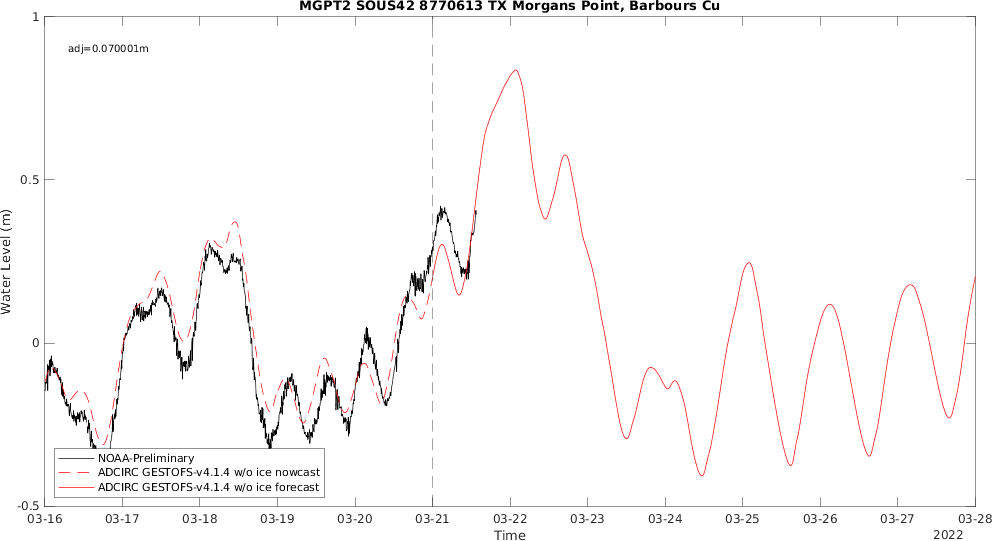 MGPT2 SOUS42 8770613 TX Morgans Point, Barbours Cu
1
adj=0.070001m
0.5
Water Level (m)
0
NOAA-Preliminary
ADCIRC GESTOFS-v4.1.4 w/o ice nowcast
ADCIRC GESTOFS-v4.1.4 w/o ice forecast
-0.5
03-16 03-17 03-18 03-19 03-20 03-21 03-22 03-23 03-24 03-25 03-26 03-27 03-28
Time
2022